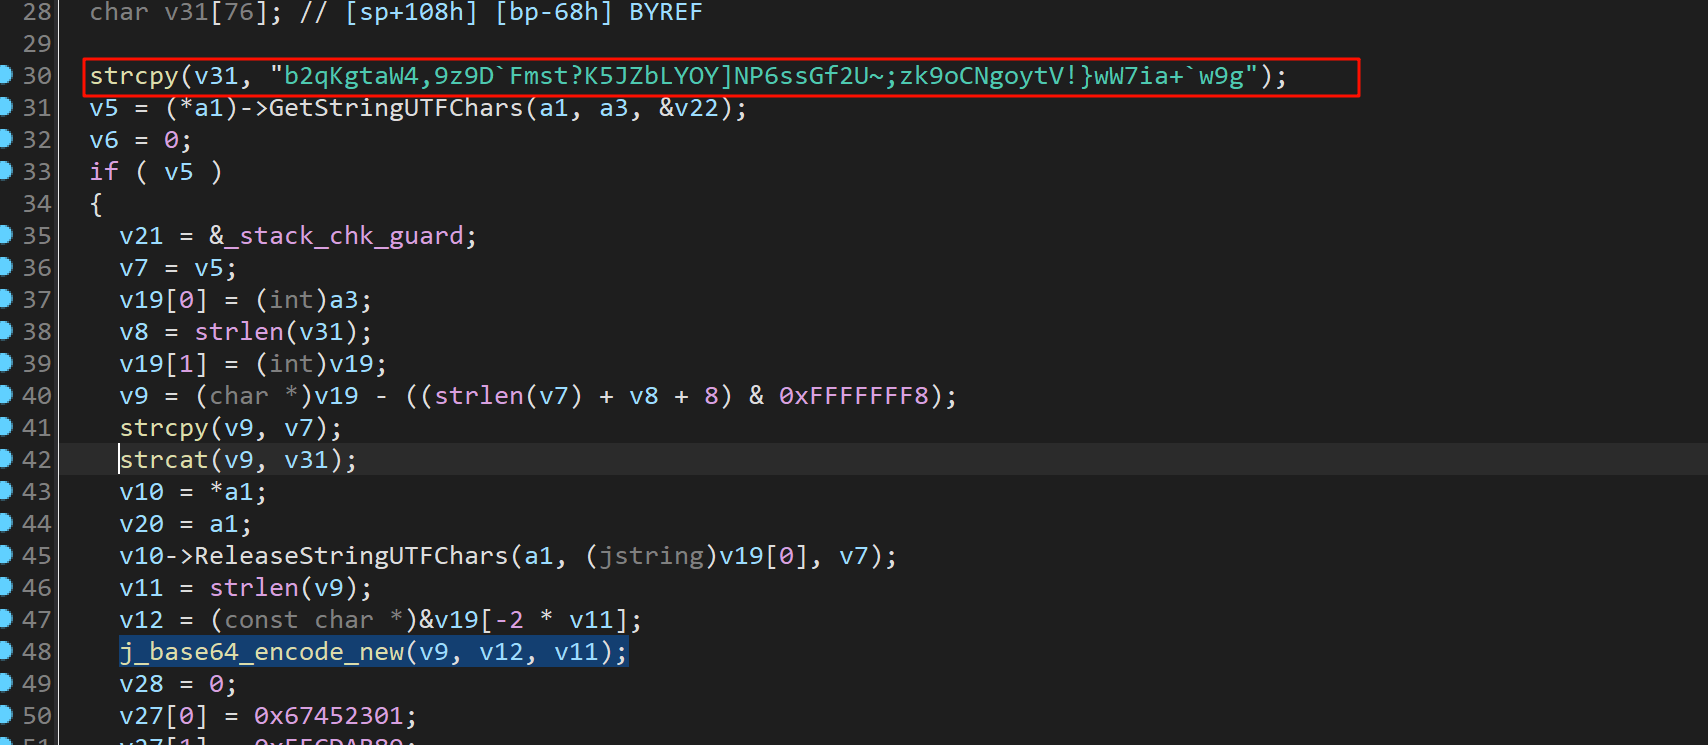 28 char v31[76]; // [sp+108h] [bp-68h] BYREF
29
30 strcpy(v31, "b2qKgtaW4,9z9D`Fmst?K5JZbLYOY]NP6ssGf2U~;zk9oCNgoytV!}wW7ia+`w9g");
31 v5 = (*a1)->GetStringUTFChars(a1, a3, &v22);
32 v6 = 0;
33 if ( v5 )
34 {
35 v21 = &_stack_chk_guard;
36 v7 = v5;
37 v19[0] = (int)a3;
38 v8 = strlen(v31);
39 v19[1] = (int)v19;
40 v9 = (char *)v19 - ((strlen(v7) + v8 + 8) & 0xFFFFFFF8);
41 strcpy(v9, v7);
42 strcat(v9, v31);
43 v10 = *a1;
44 v20 = a1;
45 v10->ReleaseStringUTFChars(a1, (jstring)v19[0], v7);
46 v11 = strlen(v9);
47 v12 = (const char *)&v19[-2 * v11];
48 j_base64_encode_new(v9, v12, v11);
49 v28 = 0;
50 v27[0] = 0x67452301;
51 v27[1]